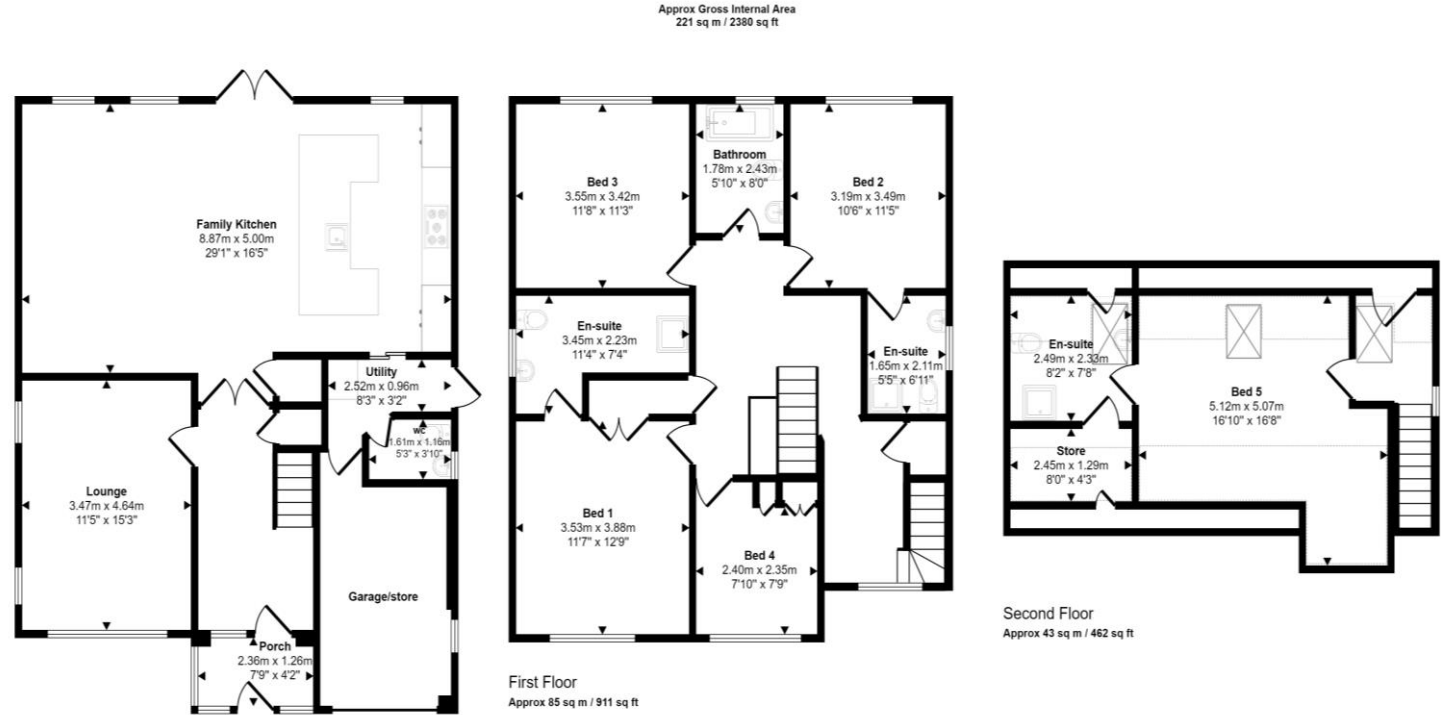 Approx Gross Internal Area
221 sq m / 2380 sq ft
Family Kitchen
8.87m x 5.00m
29'1" x 16'5"
Utility
2.52m x 0.96m
8'3" x 3'2"
wc
1.61m x 1.16m
5'3" x 3'10"
Lounge
3.47m x 4.64m
11'5" x 15'3"
Garage/store
Porch
2.36m x 1.26m
7'9" x 4'2"
Bed 3
3.55m x 3.42m
11'8" x 11'3"
Bathroom
1.78m x 2.43m
5'10" x 8'0"
Bed 2
3.19m x 3.49m
10'6" x 11'5"
En-suite
3.45m x 2.23m
11'4" x 7'4"
En-suite
1.65m x 2.11m
5'5" x 6'11"
Bed 1
3.53m x 3.88m
11'7" x 12'9"
Bed 4
2.40m x 2.35m
7'10" x 7'9"
First Floor
Approx 85 sq m / 911 sq ft
En-suite
2.49m x 2.33m
8'2" x 7'8"
Bed 5
5.12m x 5.07m
16'10" x 16'8"
Store
2.45m x 1.29m
8'0" x 4'3"
Second Floor
Approx 43 sq m / 462 sq ft